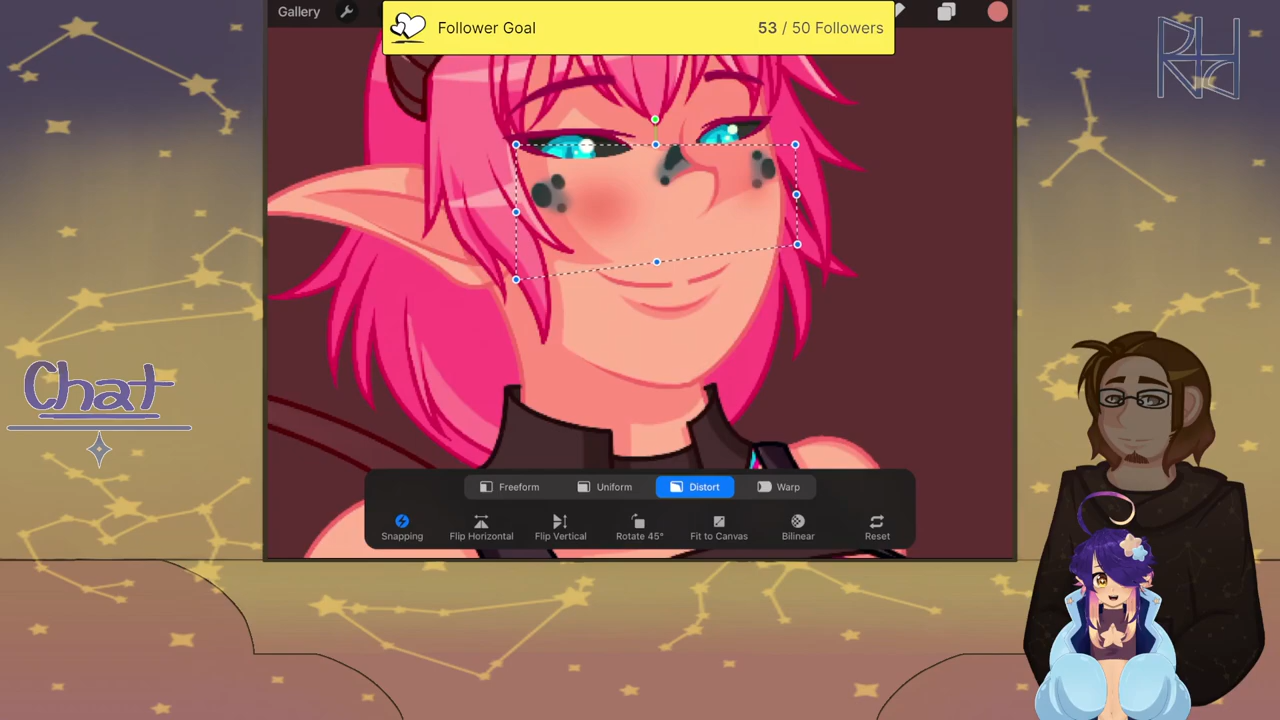 Gallery
Follower Goal
53 / 50 Followers
Chat
Freeform
Uniform
Distort
Warp
Snapping
Flip Horizontal
Flip Vertical
Rotate 45°
Fit to Canvas
Bilinear
Reset